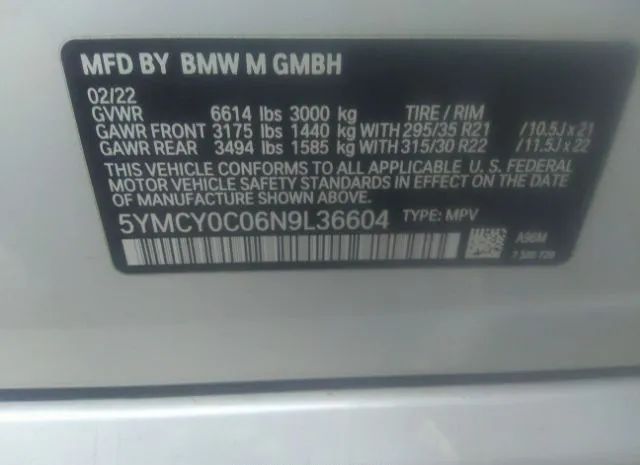 MFD BY BMW M GMBH
02/22
GVWR 6614 lbs 3000 kg TIRE / RIM
GAWR FRONT 3175 lbs 1440 kg WITH 295/35 R21 / 10.5J x 21
GAWR REAR 3494 lbs 1585 kg WITH 315/30 R22 / 11.5J x 22
THIS VEHICLE CONFORMS TO ALL APPLICABLE U. S. FEDERAL
MOTOR VEHICLE SAFETY STANDARDS IN EFFECT ON THE DATE OF
MANUFACTURE SHOWN ABOVE.
5YMCY0C06N9L36604 TYPE: MPV
A96M